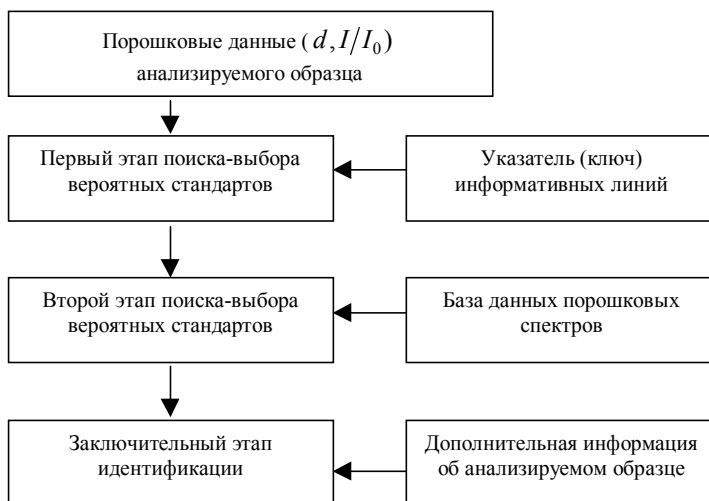 Порошковые данные (d, I/I₀)
анализируемого образца
Первый этап поиска-выбора
вероятных стандартов
Указатель (ключ)
информативных линий
Второй этап поиска-выбора
вероятных стандартов
База данных порошковых
спектров
Заключительный этап
идентификации
Дополнительная информация
об анализируемом образце